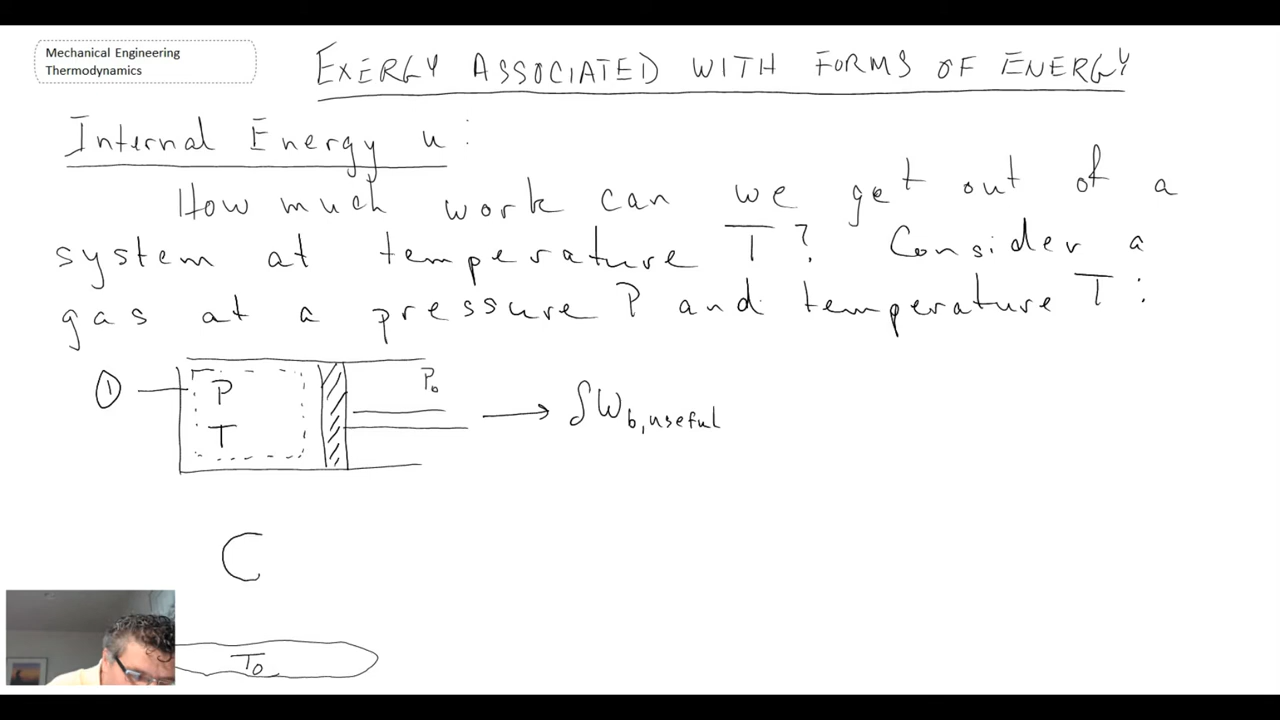 Mechanical Engineering
Thermodynamics
EXERGY ASSOCIATED WITH FORMS OF ENERGY
Internal Energy u:
How much work can we get out of a
system at temperature T? Consider a
gas at a pressure P and temperature T:
① P P₀
T δW_b,useful
T₀